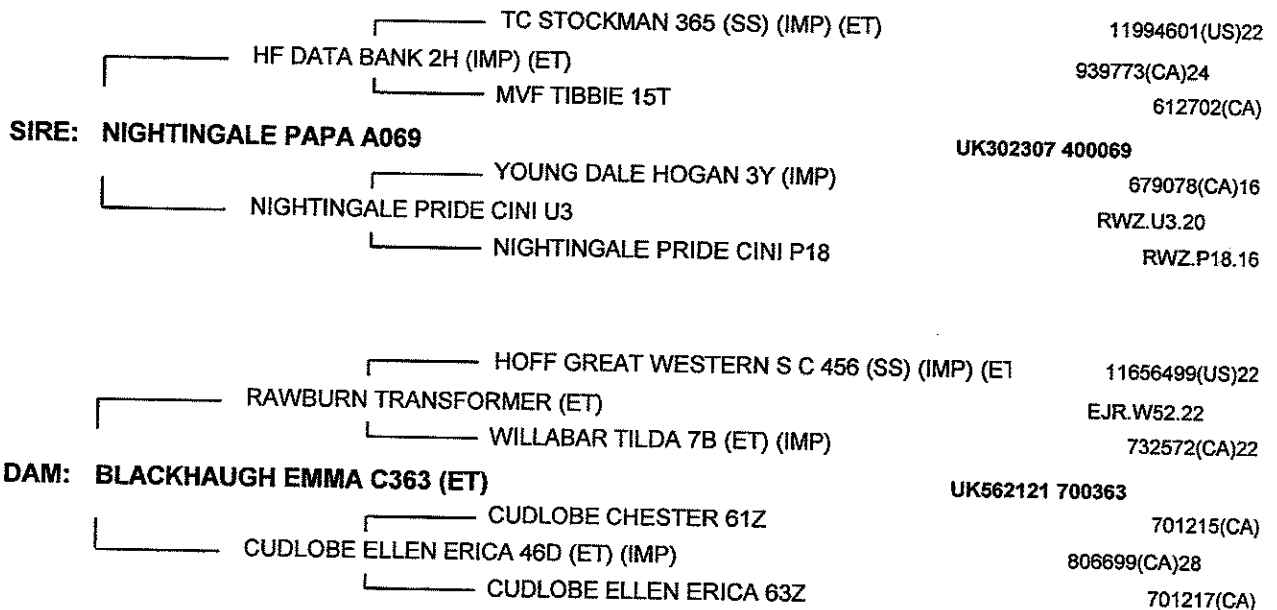 TC STOCKMAN 365 (SS) (IMP) (ET) 11994601(US)22
HF DATA BANK 2H (IMP) (ET) 939773(CA)24
MVF TIBBIE 15T 612702(CA)
SIRE: NIGHTINGALE PAPA A069 UK302307 400069
YOUNG DALE HOGAN 3Y (IMP) 679078(CA)16
NIGHTINGALE PRIDE CINI U3 RWZ.U3.20
NIGHTINGALE PRIDE CINI P18 RWZ.P18.16
HOFF GREAT WESTERN S C 456 (SS) (IMP) (ET 11656499(US)22
RAWBURN TRANSFORMER (ET) EJR.W52.22
WILLABAR TILDA 7B (ET) (IMP) 732572(CA)22
DAM: BLACKHAUGH EMMA C363 (ET) UK562121 700363
CUDLOBE CHESTER 61Z 701215(CA)
CUDLOBE ELLEN ERICA 46D (ET) (IMP) 806699(CA)28
CUDLOBE ELLEN ERICA 63Z 701217(CA)